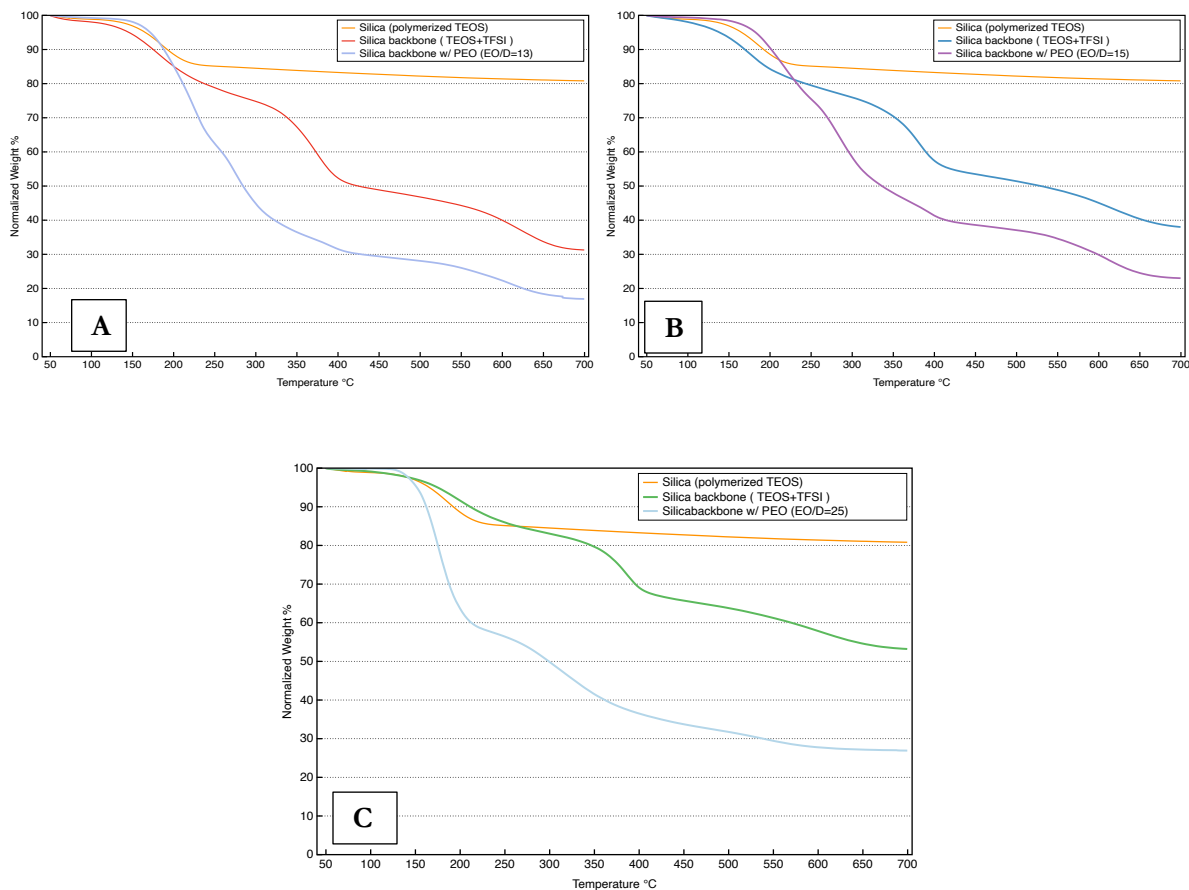 Silica (polymerized TEOS)
Silica backbone ( TEOS+TFSI )
Silica backbone w/ PEO (EO/D=13)
Normalized Weight %
100
90
80
70
60
50
40
30
20
10
0
A
50 100 150 200 250 300 350 400 450 500 550 600 650 700
Temperature °C
Silica (polymerized TEOS)
Silica backbone ( TEOS+TFSI )
Silica backbone w/ PEO (EO/D=15)
Normalized Weight %
100
90
80
70
60
50
40
30
20
10
0
B
50 100 150 200 250 300 350 400 450 500 550 600 650 700
Temperature °C
Silica (polymerized TEOS)
Silica backbone ( TEOS+TFSI )
Silicabackbone w/ PEO (EO/D=25)
Normalized Weight %
100
90
80
70
60
50
40
30
20
10
0
C
50 100 150 200 250 300 350 400 450 500 550 600 650 700
Temperature °C